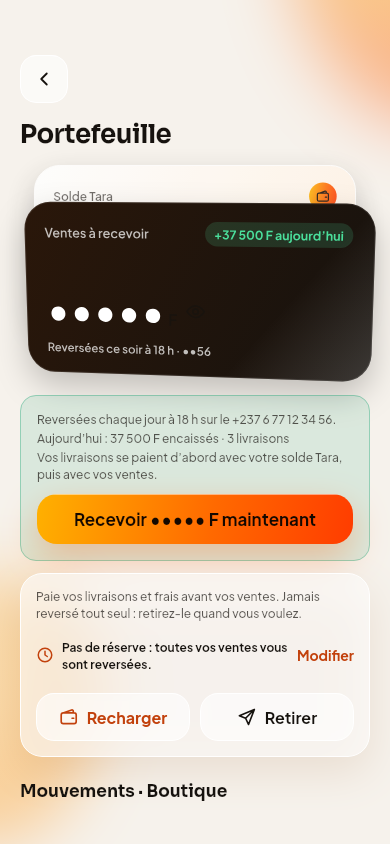 Portefeuille
Solde Tara
Ventes à recevoir
+37 500 F aujourd’hui
●●●●●
Reversées ce soir à 18 h · ●●56
Reversées chaque jour à 18 h sur le +237 6 77 12 34 56.
Aujourd’hui : 37 500 F encaissés · 3 livraisons
Vos livraisons se paient d’abord avec votre solde Tara,
puis avec vos ventes.
Recevoir ●●●●● F maintenant
Paie vos livraisons et frais avant vos ventes. Jamais
reversé tout seul : retirez-le quand vous voulez.
Pas de réserve : toutes vos ventes vous
sont reversées.
Modifier
Recharger
Retirer
Mouvements · Boutique